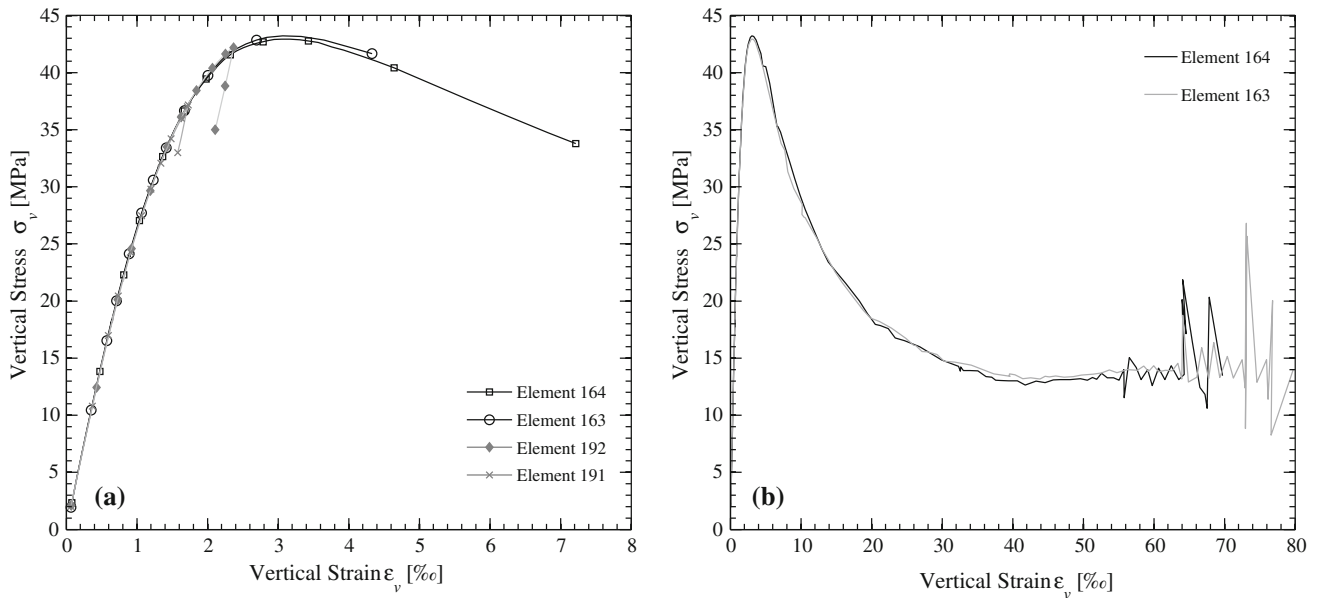 45
40
35
30
25
20
15
10
5
0
Vertical Stress σv [MPa]
Element 164
Element 163
Element 192
Element 191
(a)
0 1 2 3 4 5 6 7 8
Vertical Strain εv [‰]
45
40
35
30
25
20
15
10
5
0
Vertical Stress σv [MPa]
Element 164
Element 163
(b)
0 10 20 30 40 50 60 70 80
Vertical Strain εv [‰]